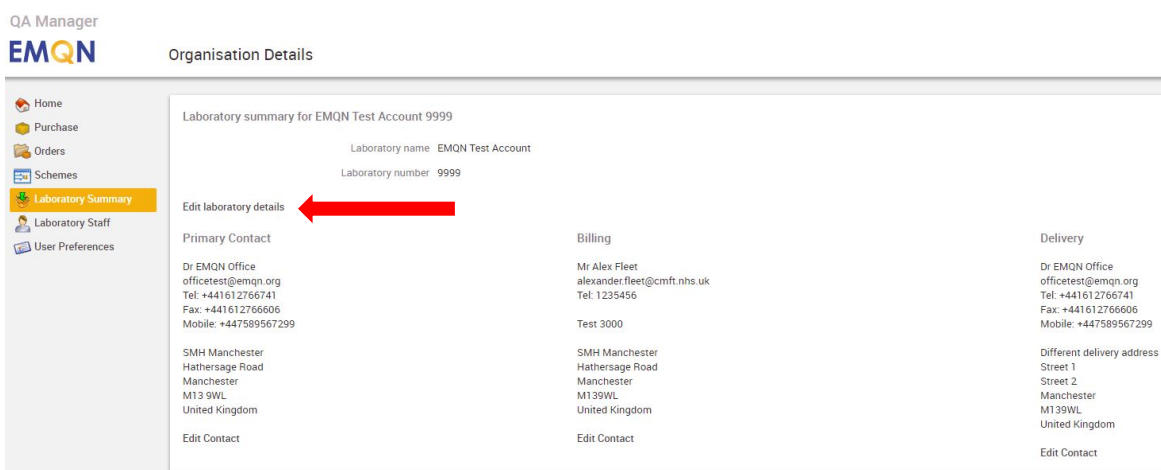 QA Manager
EMQN
Organisation Details
Home
Purchase
Orders
Schemes
Laboratory Summary
Laboratory Staff
User Preferences
Laboratory summary for EMQN Test Account 9999
Laboratory name EMQN Test Account
Laboratory number 9999
Edit laboratory details
Primary Contact
Dr EMQN Office
officetest@emqn.org
Tel: +441612766741
Fax: +441612766606
Mobile: +447589567299
SMH Manchester
Hathersage Road
Manchester
M13 9WL
United Kingdom
Edit Contact
Billing
Mr Alex Fleet
alexander.fleet@cmft.nhs.uk
Tel: 1235456
Test 3000
SMH Manchester
Hathersage Road
Manchester
M139WL
United Kingdom
Edit Contact
Delivery
Dr EMQN Office
officetest@emqn.org
Tel: +441612766741
Fax: +441612766606
Mobile: +447589567299
Different delivery address
Street 1
Street 2
Manchester
M139WL
United Kingdom
Edit Contact